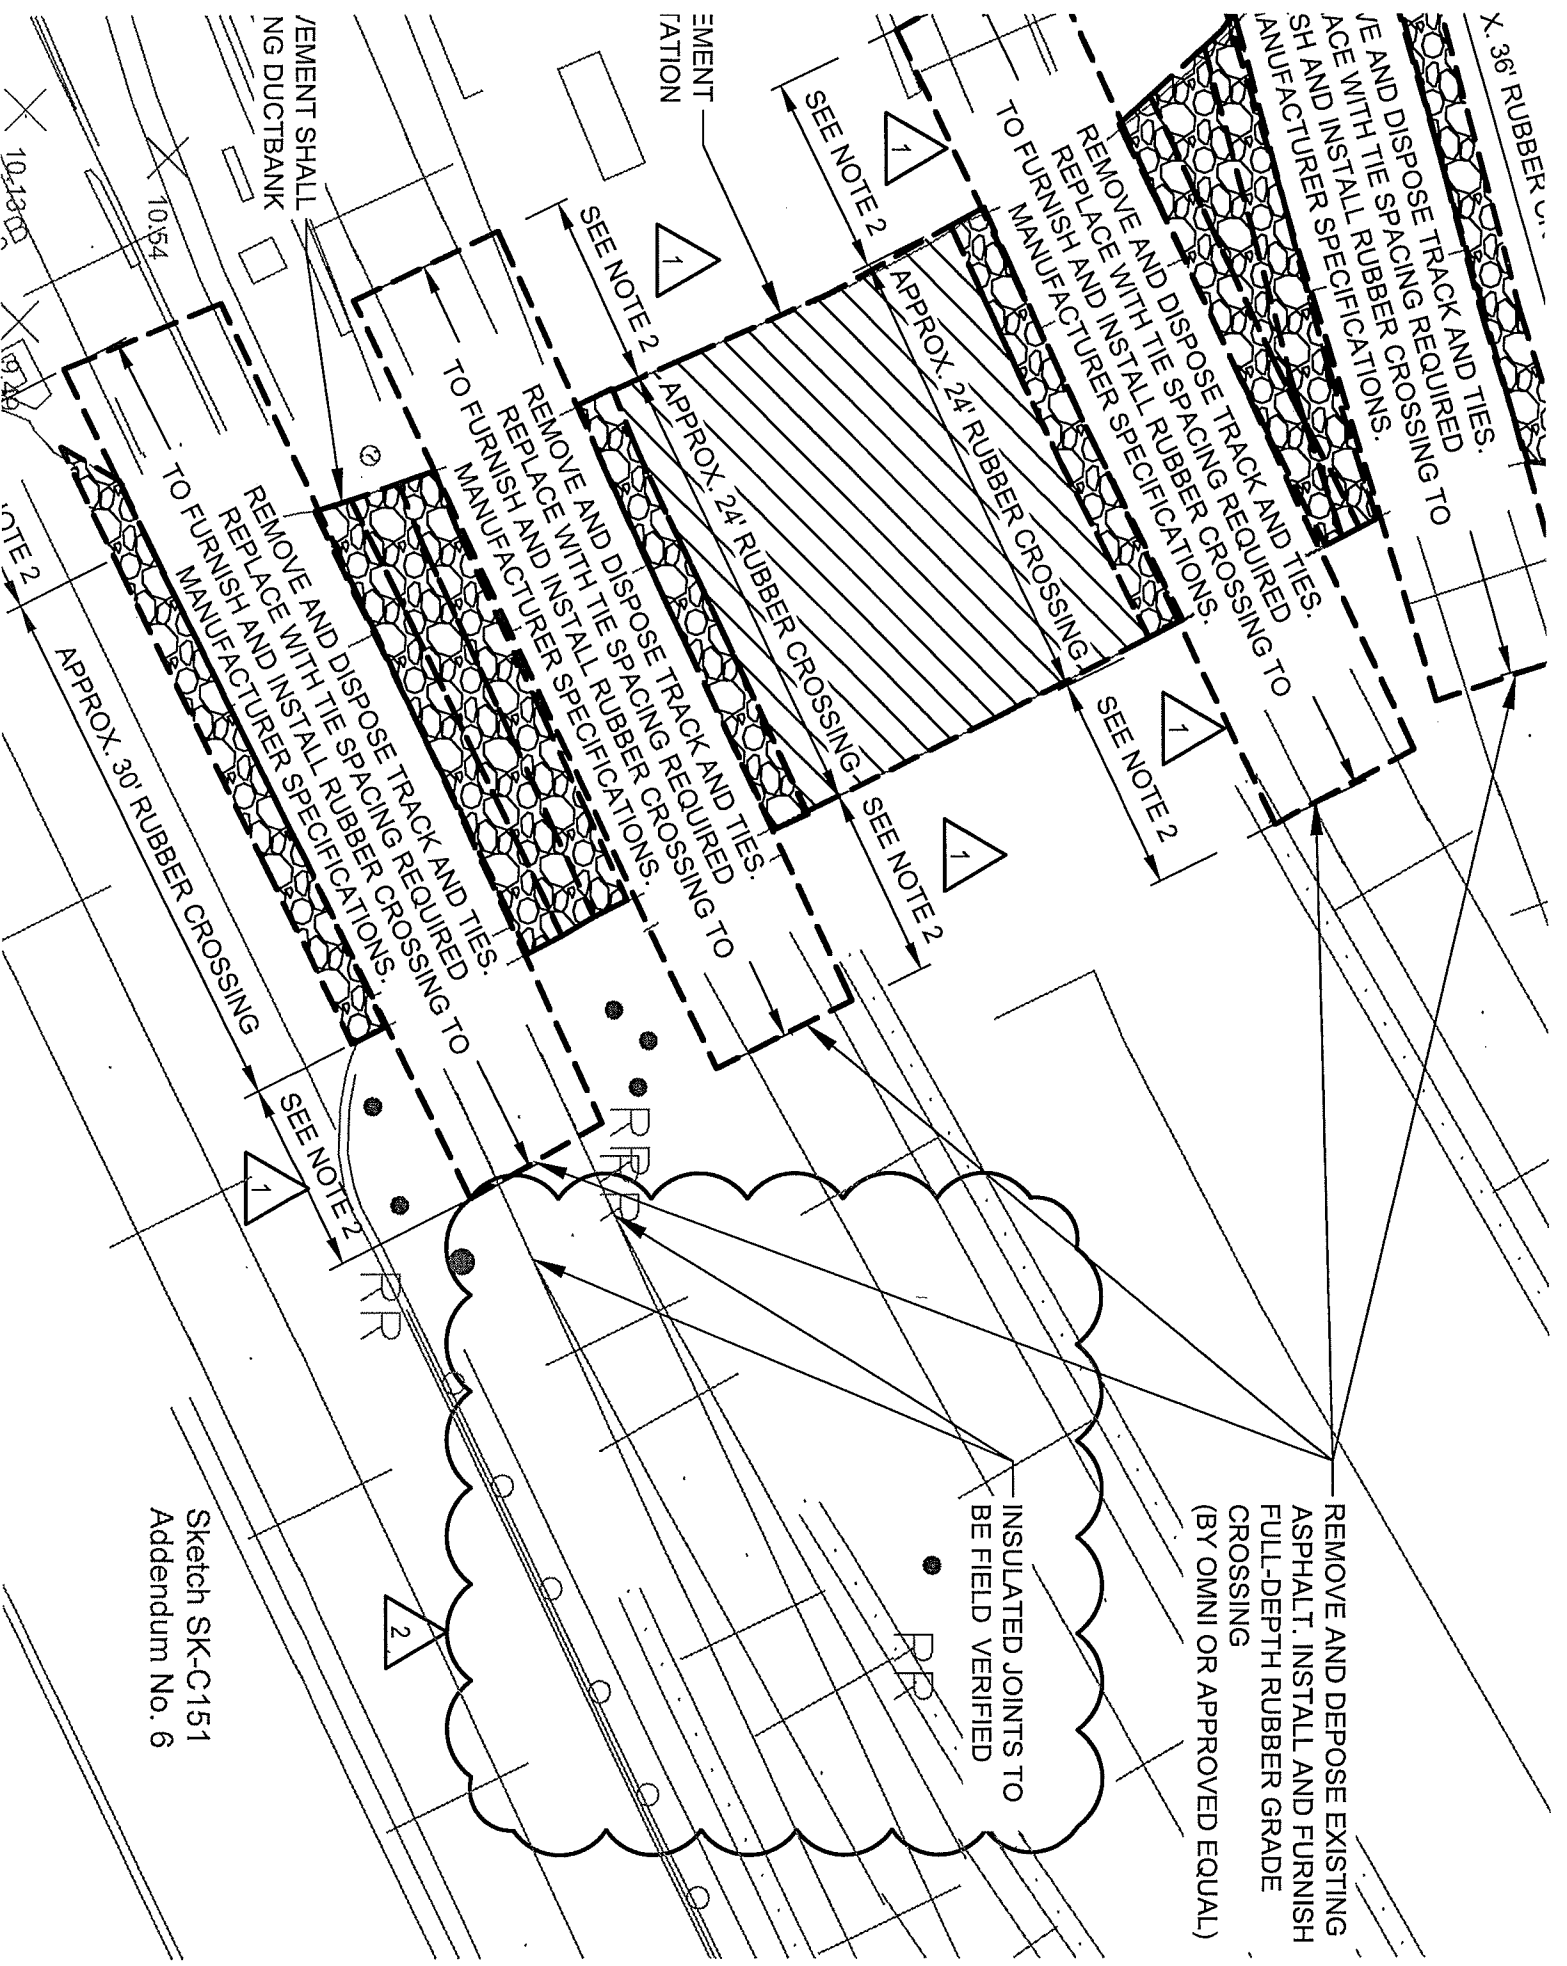 X. 36' RUBBER
VE AND DISPOSE TRACK AND TIES.
ACE WITH TIE SPACING REQUIRED
SH AND INSTALL RUBBER CROSSING TO
ANUFACTURER SPECIFICATIONS.
REMOVE AND DISPOSE TRACK AND TIES.
REPLACE WITH TIE SPACING REQUIRED
TO FURNISH AND INSTALL RUBBER CROSSING TO
MANUFACTURER SPECIFICATIONS.
SEE NOTE 2
1
APPROX. 24' RUBBER CROSSING
SEE NOTE 2
1
EMENT
TATION
SEE NOTE 2
1
APPROX. 24' RUBBER CROSSING
SEE NOTE 2
1
REMOVE AND DISPOSE TRACK AND TIES.
REPLACE WITH TIE SPACING REQUIRED
TO FURNISH AND INSTALL RUBBER CROSSING TO
MANUFACTURER SPECIFICATIONS.
VEMENT SHALL
NG DUCTBANK
REMOVE AND DISPOSE TRACK AND TIES.
REPLACE WITH TIE SPACING REQUIRED
TO FURNISH AND INSTALL RUBBER CROSSING TO
MANUFACTURER SPECIFICATIONS.
10.54
OTE 2
APPROX. 30' RUBBER CROSSING
SEE NOTE 2
1
RR
RR
RR
RR
REMOVE AND DEPOSE EXISTING
ASPHALT. INSTALL AND FURNISH
FULL-DEPTH RUBBER GRADE
CROSSING
(BY OMNI OR APPROVED EQUAL)
INSULATED JOINTS TO
BE FIELD VERIFIED
2
Sketch SK-C151
Addendum No. 6